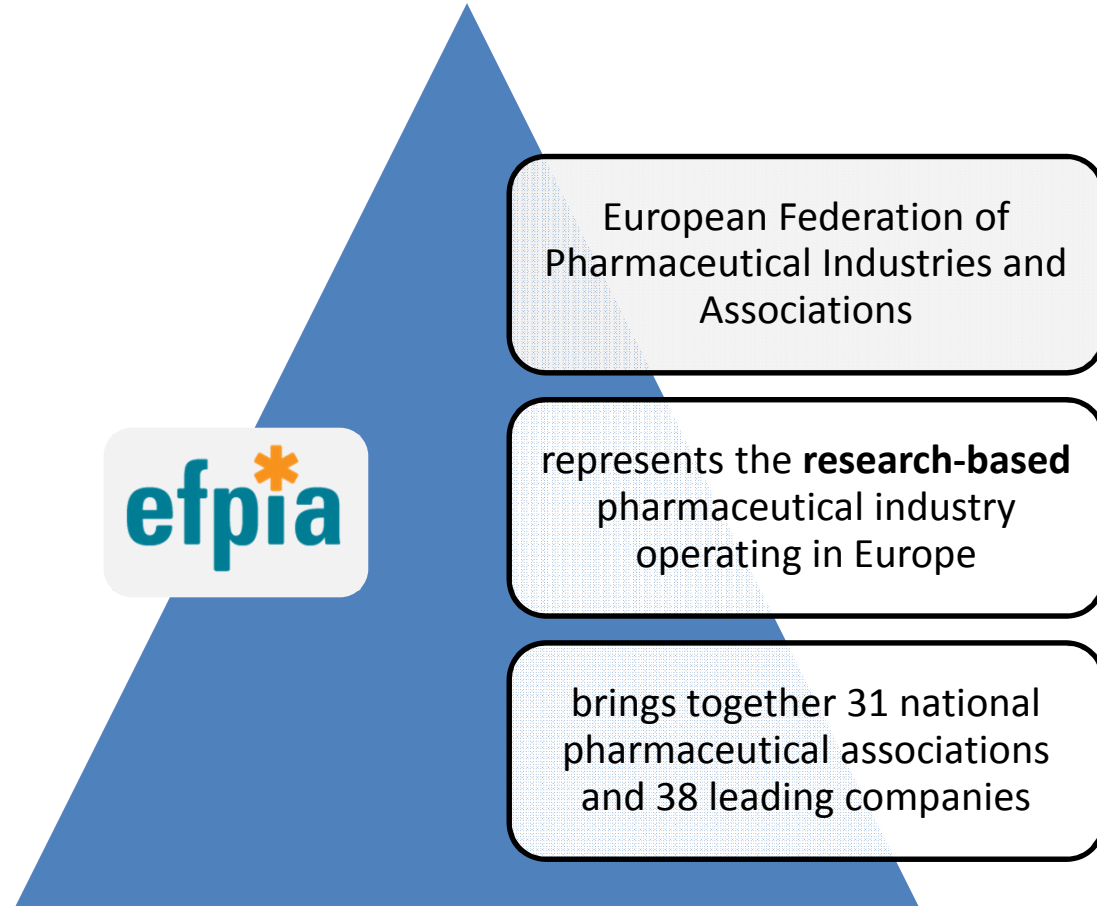 efpia
European Federation of
Pharmaceutical Industries and
Associations
represents the research-based
pharmaceutical industry
operating in Europe
brings together 31 national
pharmaceutical associations
and 38 leading companies